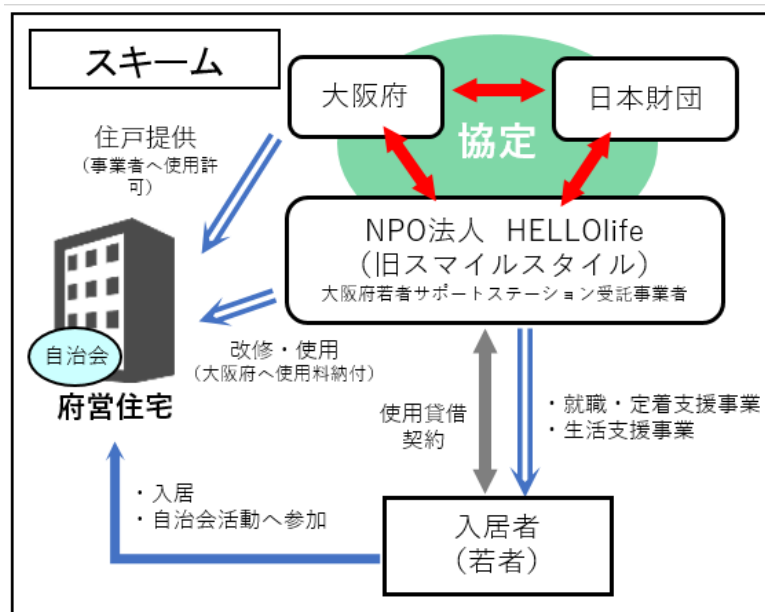 スキーム
大阪府
日本財団
協定
住戸提供
（事業者へ使用許
可）
NPO法人　HELLOlife
（旧スマイルスタイル）
大阪府若者サポートステーション受託事業者
自治会
府営住宅
改修・使用
（大阪府へ使用料納付）
使用貸借
契約
・就職・定着支援事業
・生活支援事業
・入居
・自治会活動へ参加
入居者
（若者）